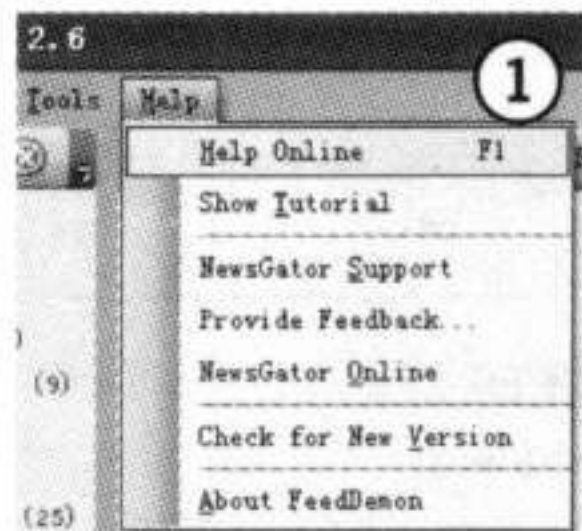 2.6
Tools Help
1
Help Online F1
Show Tutorial
NewsGator Support
Provide Feedback...
(9)
NewsGator Online
Check for New Version
About FeedDemon
(25)